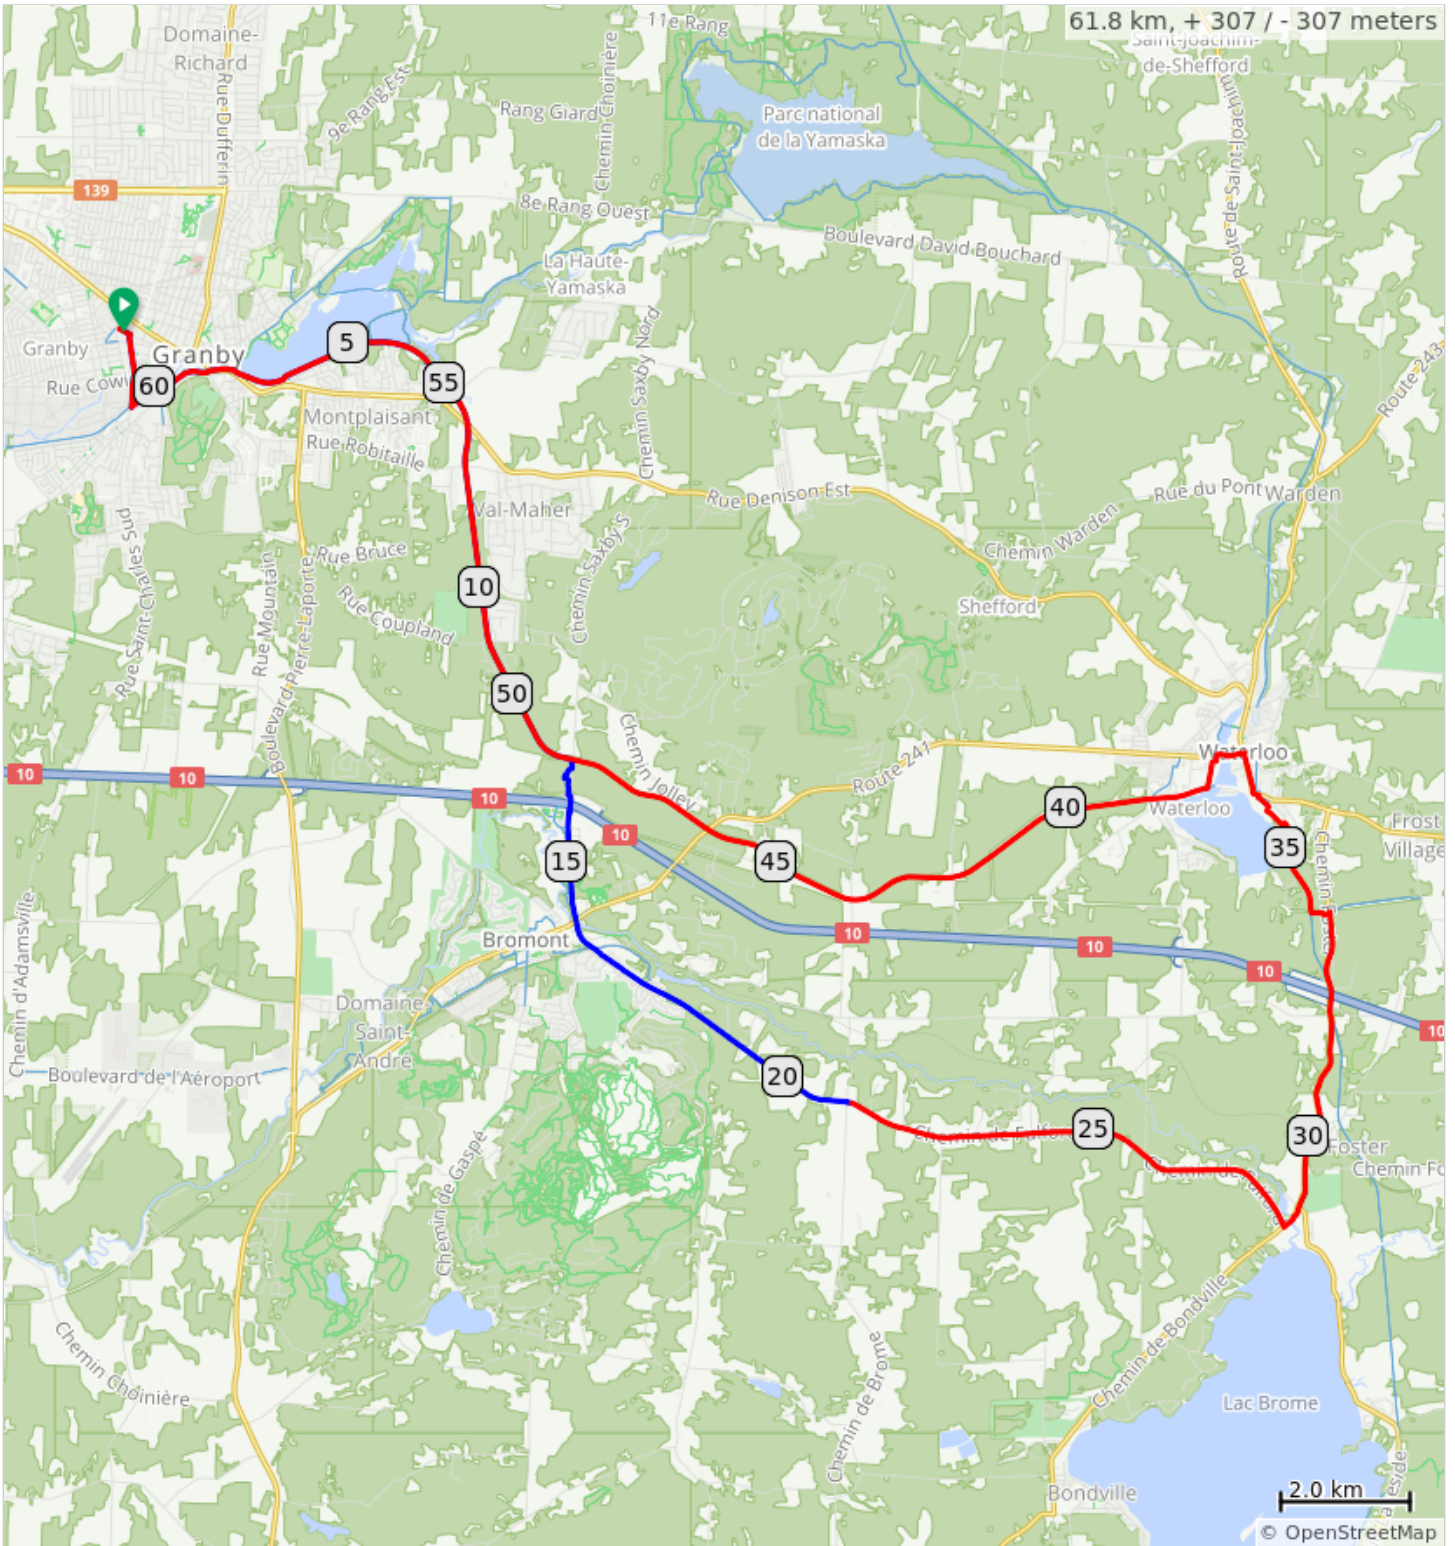 61.8 km, + 307 / - 307 meters
11e Rang
Saint-Joachim-
de-Shefford
Domaine-
Richard
Rue Dufferin
9e Rang Est
Rang Giard
Chemin Choinière
Parc national
de la Yamaska
Route de Saint-Joachim
139
8e Rang Ouest
Boulevard David Bouchard
La Haute-
Yamaska
Granby
Granby
5
Rue Cowi
60
55
Chemin Saxby Nord
Route 243
Montplaisant
Rue Robitaille
Rue Denison Est
Rue du Pont
Warden
Val-Maher
Chemin Warden
Rue Saint-Charles Sud
Rue Bruce
Chemin Saxby S
Rue Mountain
Boulevard Pierre-Laporte
10
Rue Coupland
Shefford
50
Chemin Jolley
Route 241
Waterloo
10
10
10
10
40
Waterloo
Frost
Village
35
45
15
Chemin
Chemin d'Adamsville
Bromont
10
10
10
10
Domaine-
Saint-
André
Boulevard de l'Aéroport
20
25
30
Foster
Chemin Fo
Chemin de Gaspé
Chemin de Bondville
Chemin Choinière
Chemin de Brome
Lac Brome
Bondville
2.0 km
© OpenStreetMap